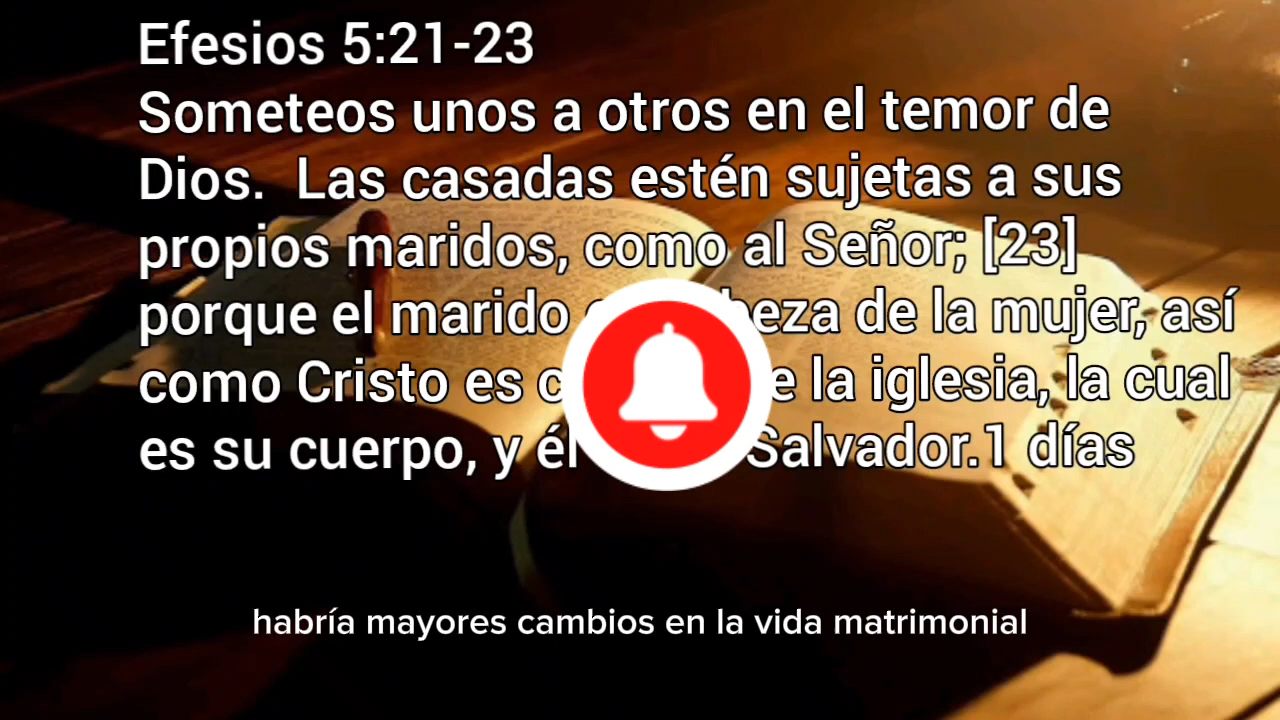 Efesios 5:21-23
Someteos unos a otros en el temor de
Dios. Las casadas estén sujetas a sus
propios maridos, como al Señor; [23]
porque el marido de la mujer, así
como Cristo es la iglesia, la cual
es su cuerpo, y él Salvador.1 días
habría mayores cambios en la vida matrimonial